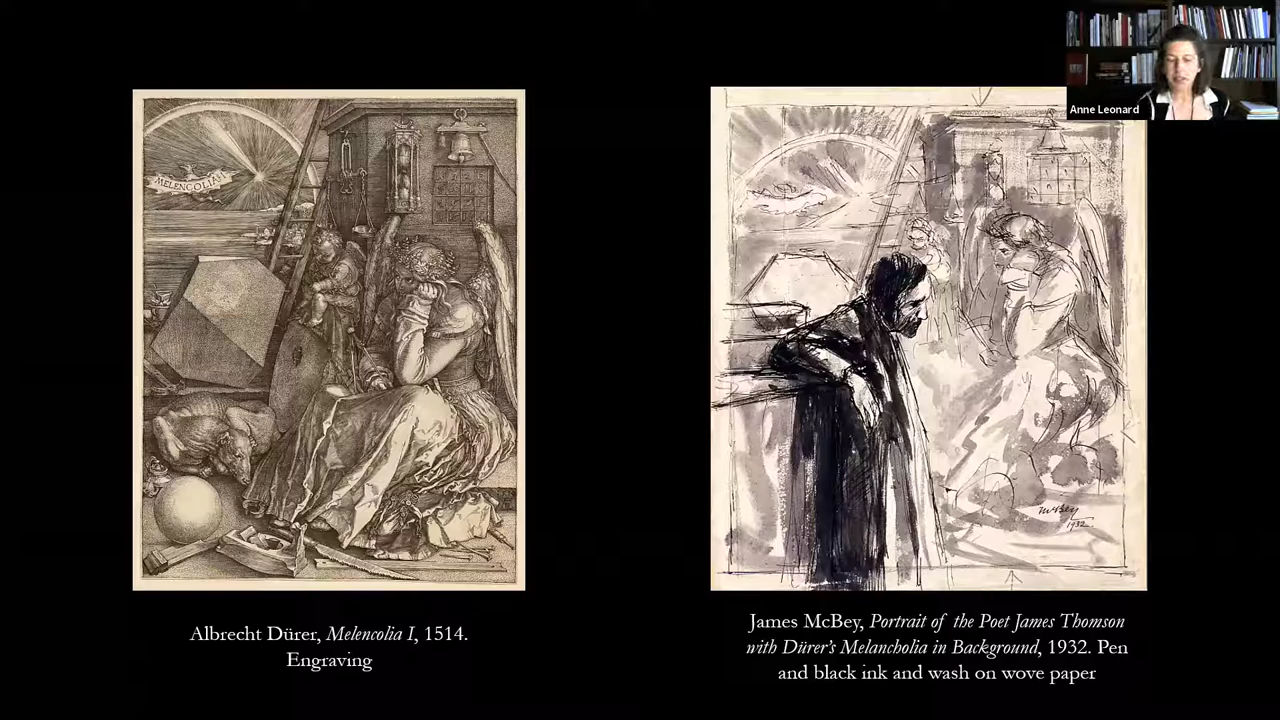 Anne Leonard
MELENCOLIA I
McBey
1932.
Albrecht Dürer, Melencolia I, 1514.
Engraving
James McBey, Portrait of the Poet James Thomson
with Dürer's Melancholia in Background, 1932. Pen
and black ink and wash on wove paper